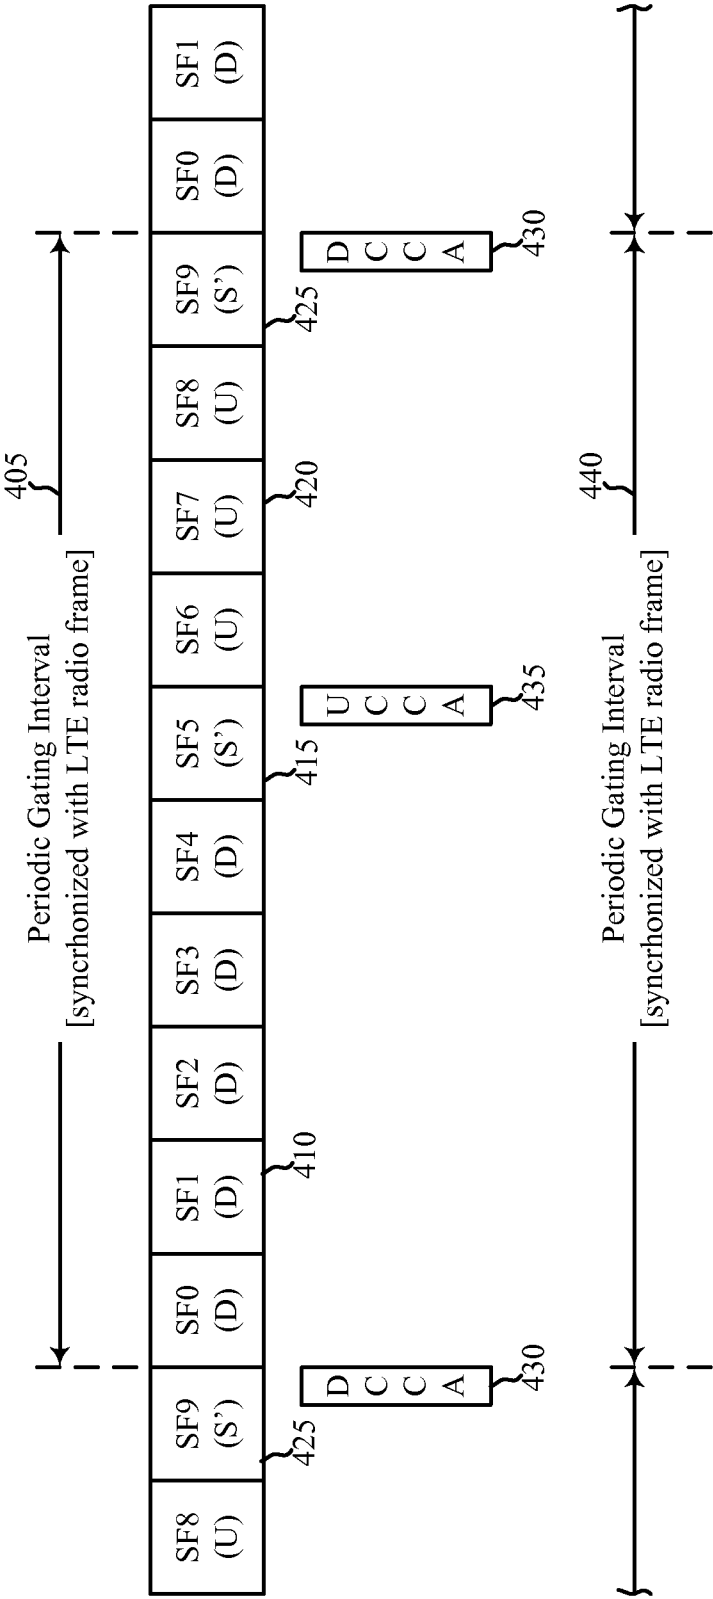 405
Periodic Gating Interval
[syncrhonized with LTE radio frame]
SF8
(U)
SF9
(S’)
SF0
(D)
SF1
(D)
SF2
(D)
SF3
(D)
SF4
(D)
SF5
(S’)
SF6
(U)
SF7
(U)
SF8
(U)
SF9
(S’)
SF0
(D)
SF1
(D)
425
410
415
420
425
D
C
C
A
430
U
C
C
A
435
D
C
C
A
430
440
Periodic Gating Interval
[syncrhonized with LTE radio frame]